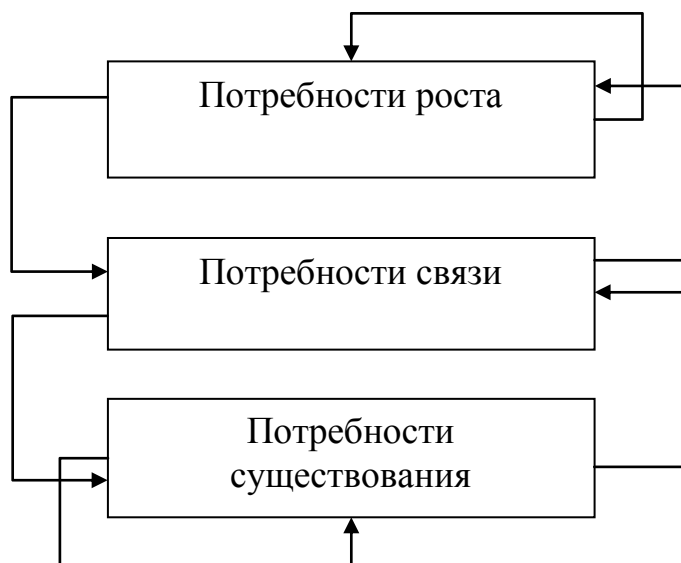 Потребности роста
Потребности связи
Потребности
существования